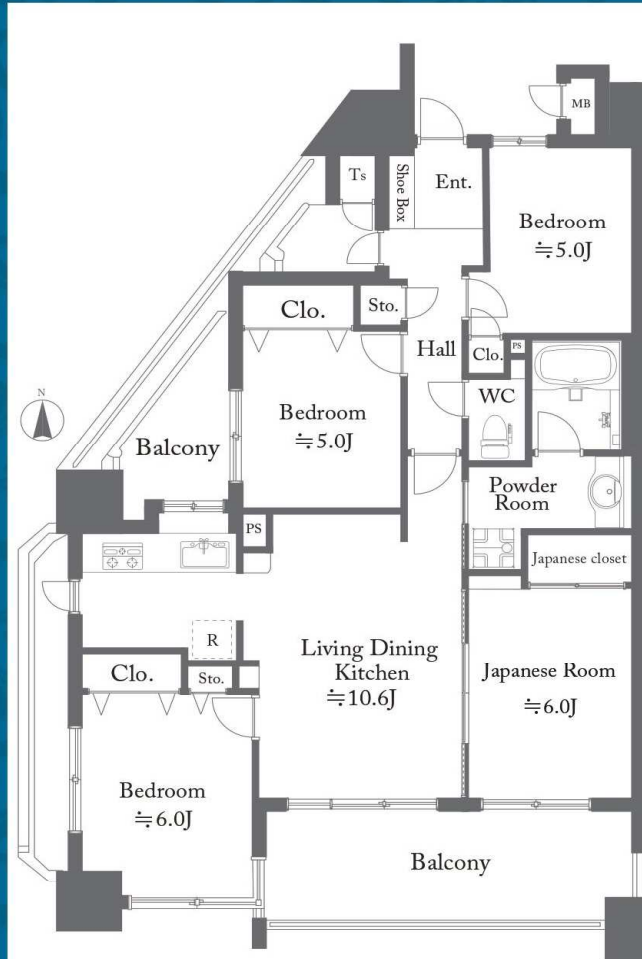 MB
Ts
Shoe Box
Ent.
Bedroom
≒5.0J
Clo.
Sto.
Hall
Clo.
PS
WC
N
Bedroom
≒5.0J
Balcony
Powder
Room
PS
Japanese closet
R
Living Dining
Kitchen
≒10.6J
Japanese Room
≒6.0J
Clo.
Sto.
Bedroom
≒6.0J
Balcony